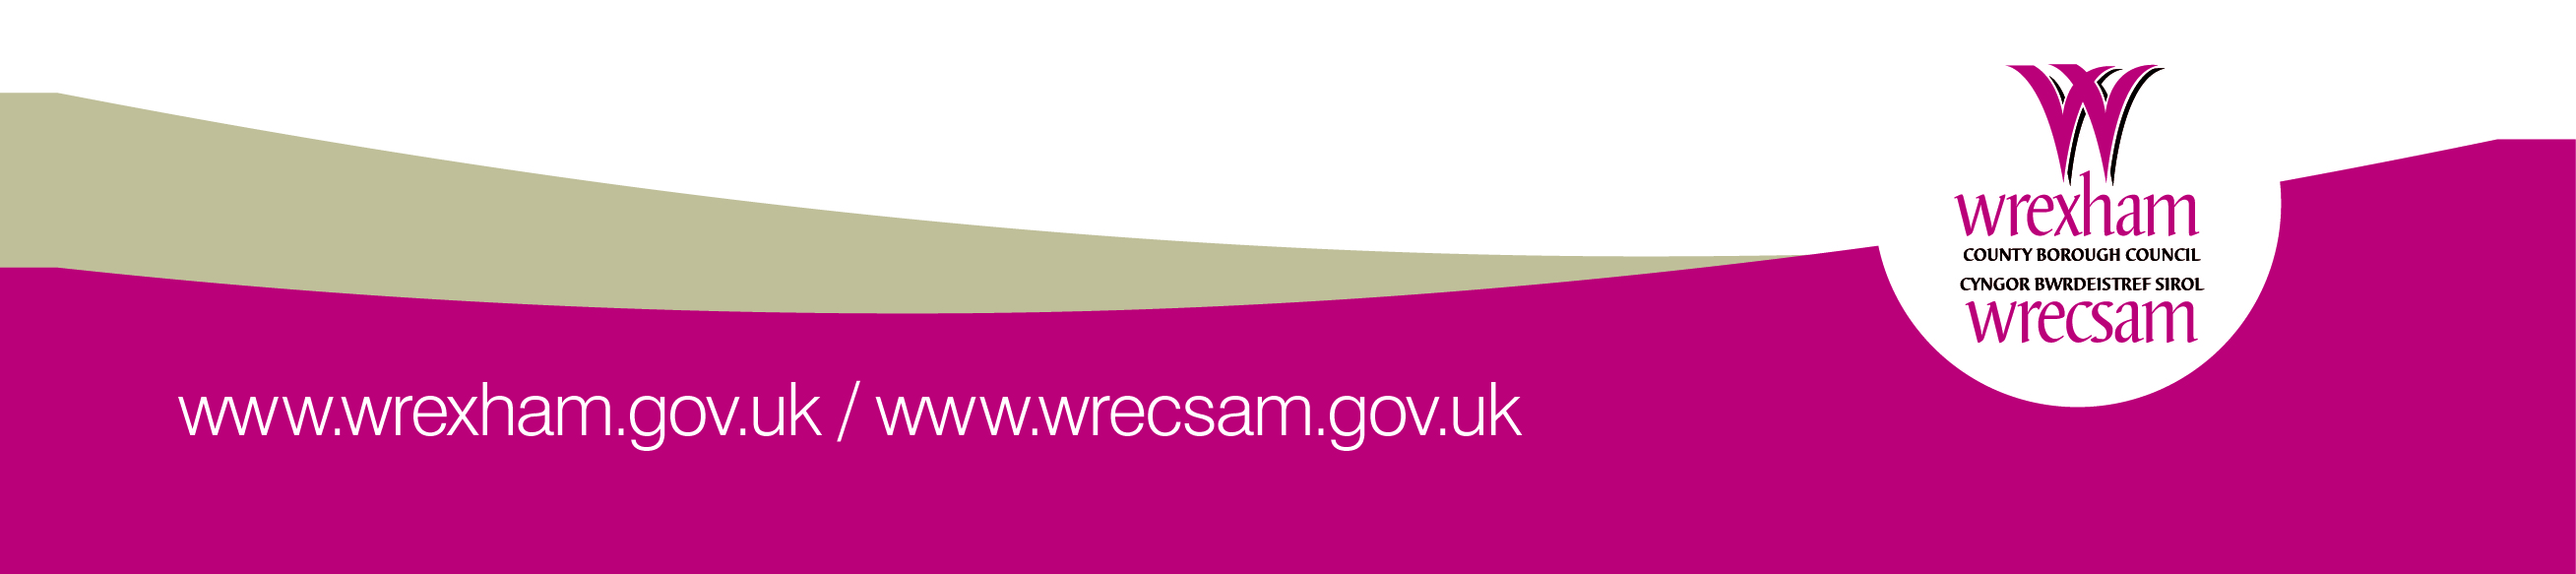 wrexham
COUNTY BOROUGH COUNCIL
CYNGOR BWRDEISTREF SIROL
wrecsam
www.wrexham.gov.uk / www.wrecsam.gov.uk